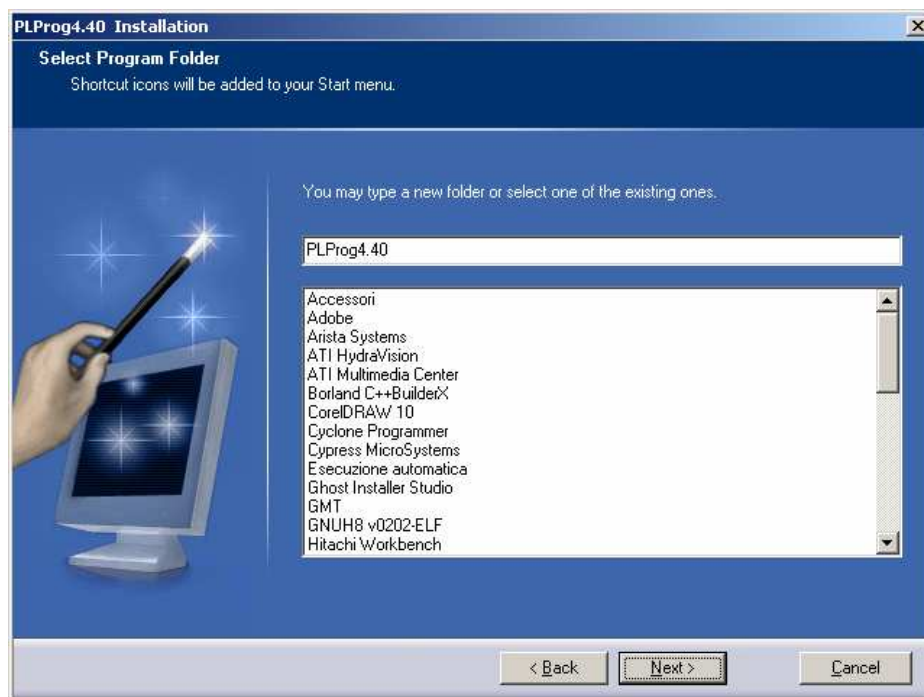 PLProg4.40 Installation
Select Program Folder
Shortcut icons will be added to your Start menu.
You may type a new folder or select one of the existing ones.
PLProg4.40
Accessori
Adobe
Arista Systems
ATI HydraVision
ATI Multimedia Center
Borland C++BuilderX
CorelDRAW 10
Cyclone Programmer
Cypress MicroSystems
Esecuzione automatica
Ghost Installer Studio
GMT
GNUH8 v0202-ELF
Hitachi Workbench
< Back
Next >
Cancel